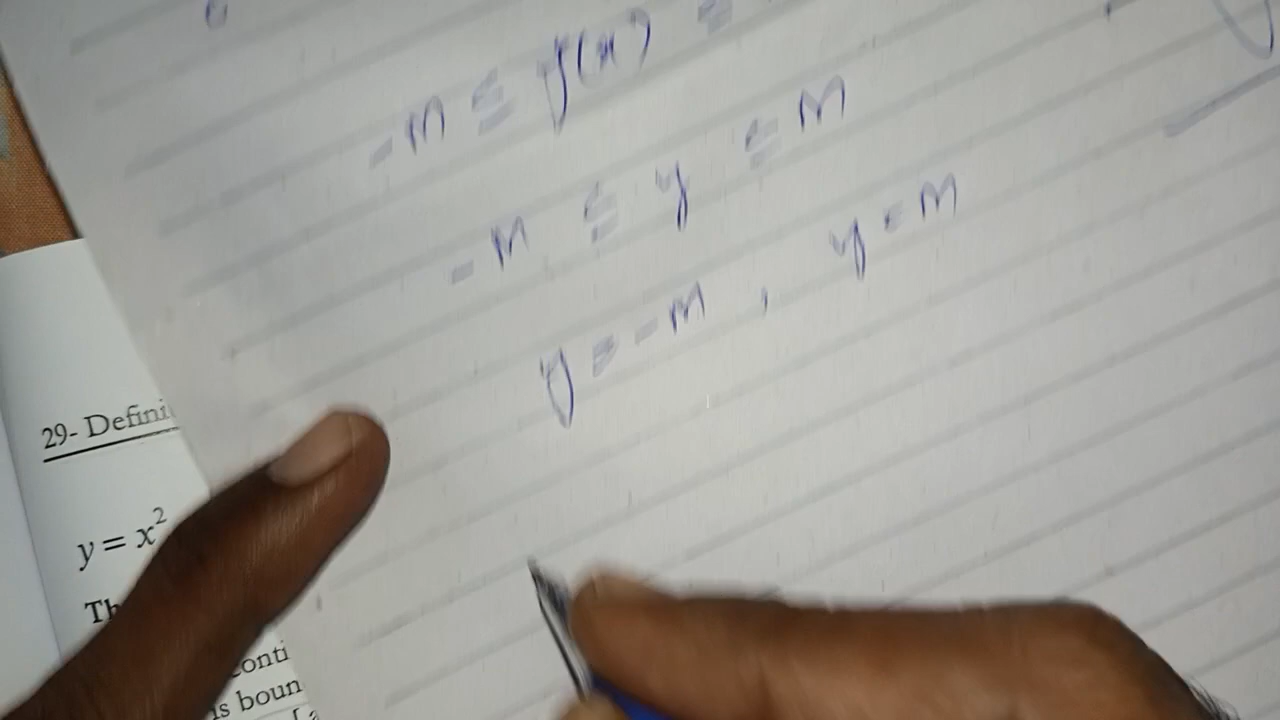 -m ≤ f(x) ≤
-m ≤ y ≤ m
y = -m , y = m
29- Defini
y = x²
Th
conti
is boun